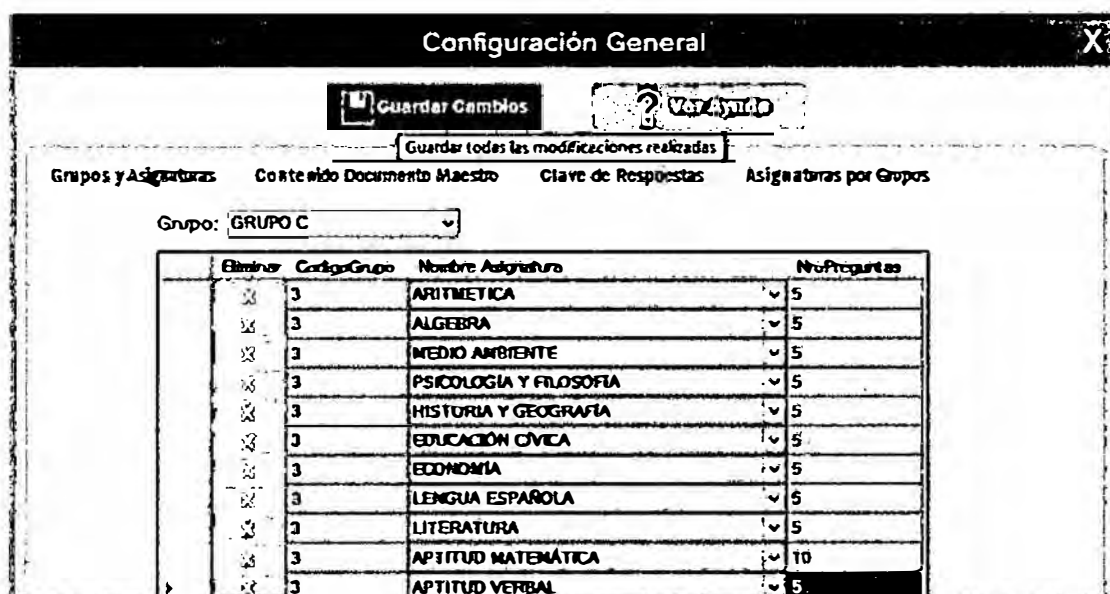 Configuración General X
Guardar Cambios ? Ver Ayuda
Guardar todas las modificaciones realizadas
Grupos y Asignaturas Contenido Documento Maestro Clave de Respuestas Asignaturas por Grupos
Grupo: GRUPO C
Eliminar CodigoGrupo Nombre Asignatura NroPreguntas
3 ARITMETICA 5
3 ALGEBRA 5
3 MEDIO AMBIENTE 5
3 PSICOLOGÍA Y FILOSOFÍA 5
3 HISTORIA Y GEOGRAFÍA 5
3 EDUCACIÓN CÍVICA 5
3 ECONOMÍA 5
3 LENGUA ESPAÑOLA 5
3 LITERATURA 5
3 APTITUD MATEMÁTICA 10
3 APTITUD VERBAL 5